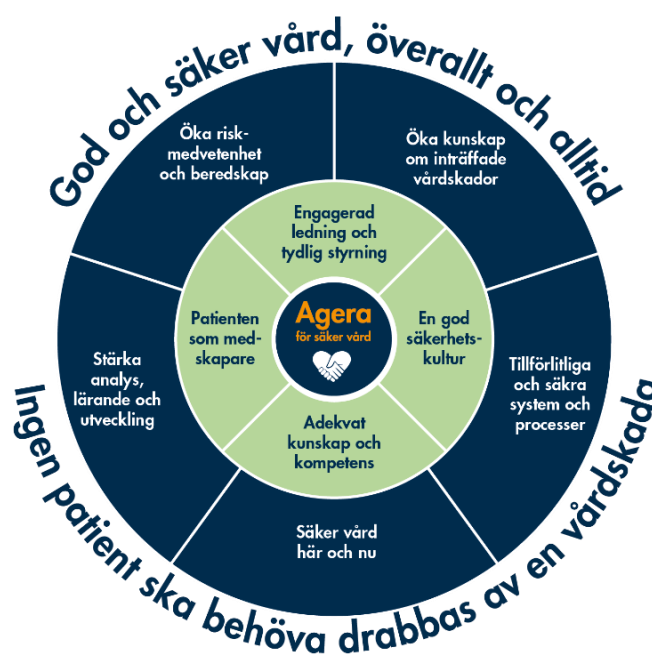 God och säker vård, överallt och alltid
Öka risk-
medvetenhet
och beredskap
Öka kunskap
om inträffade
vårdskador
Engagerad
ledning och
tydlig styrning
Patienten
som med-
skapare
Agera
för säker vård
En god
säkerhets-
kultur
Stärka
analys,
lärande och
utveckling
Tillförlitliga
och säkra
system och
processer
Adekvat
kunskap och
kompetens
Säker vård
här och nu
Ingen patient ska behöva drabbas av en vårdskada